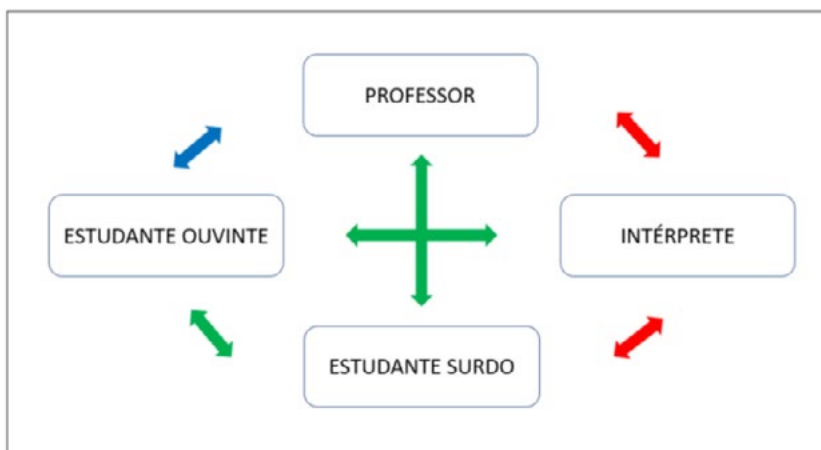 PROFESSOR
ESTUDANTE OUVINTE
INTÉRPRETE
ESTUDANTE SURDO